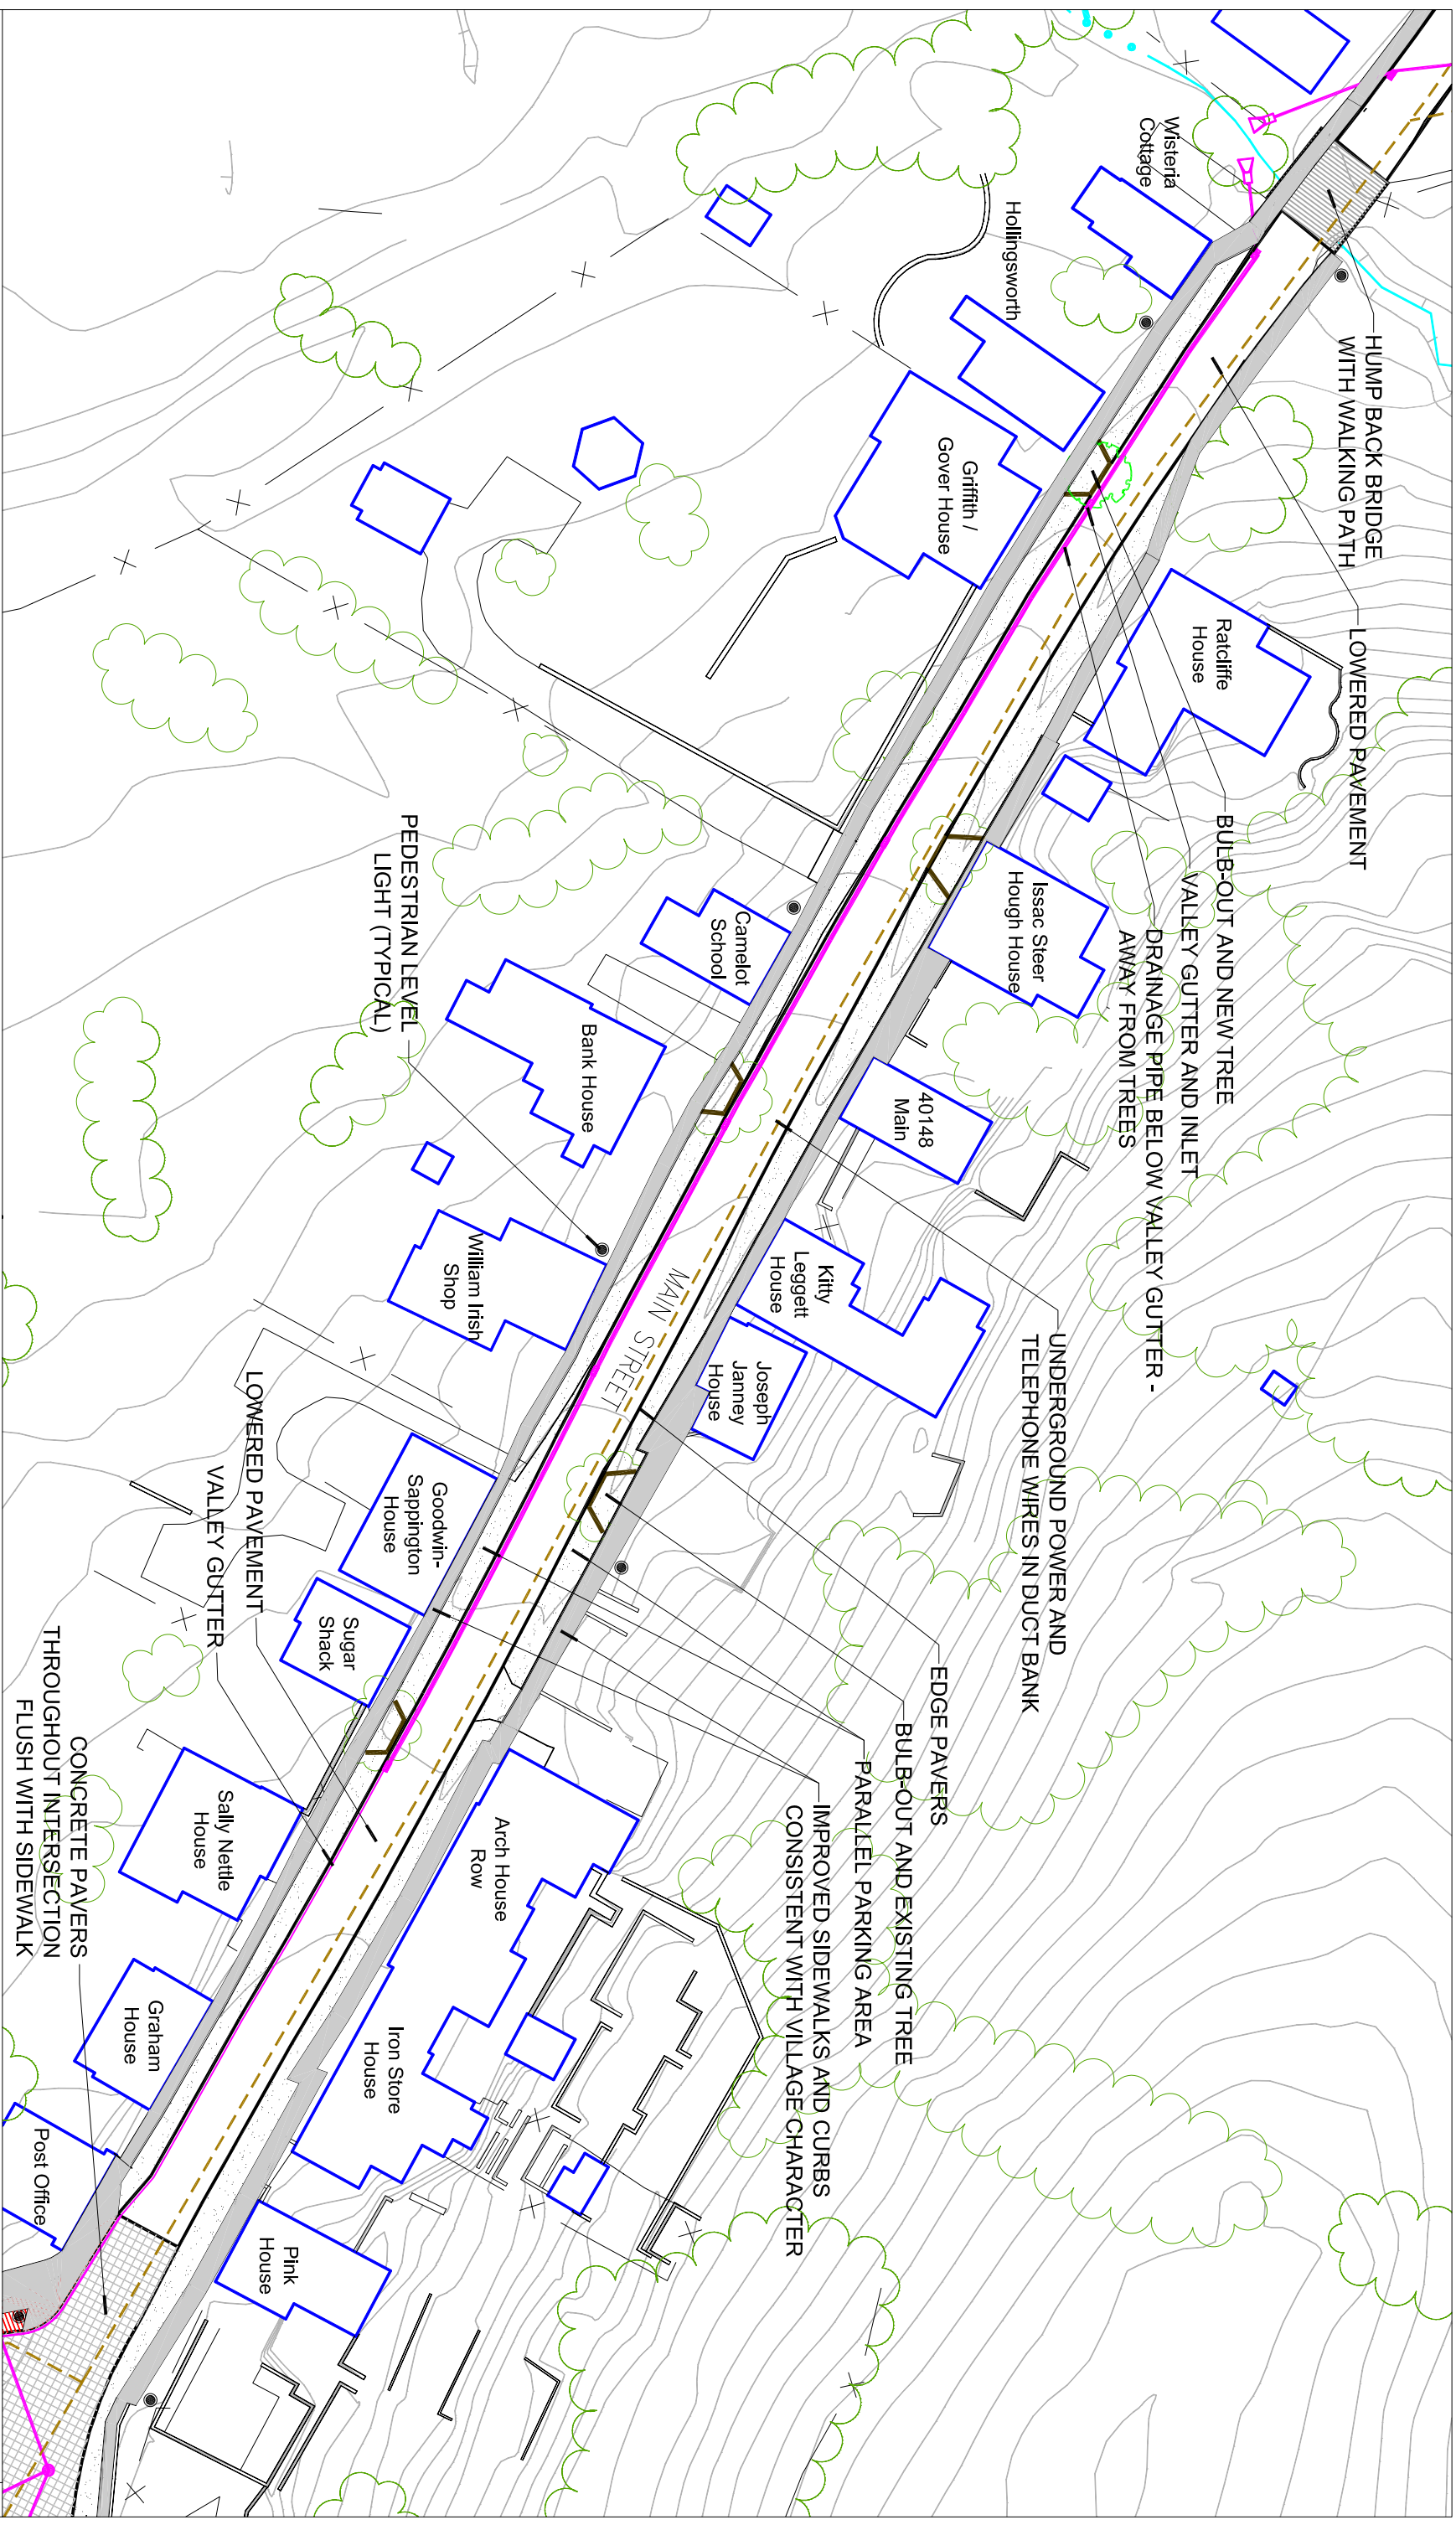 HUMP BACK BRIDGE
WITH WALKING PATH
LOWERED PAVEMENT
BULB-OUT AND NEW TREE
VALLEY GUTTER AND INLET
DRAINAGE PIPE BELOW VALLEY GUTTER -
AWAY FROM TREES
UNDERGROUND POWER AND
TELEPHONE WIRES IN DUCT BANK
EDGE PAVERS
BULB-OUT AND EXISTING TREE
PARALLEL PARKING AREA
IMPROVED SIDEWALKS AND CURBS
CONSISTENT WITH VILLAGE CHARACTER
Ratcliffe
House
Issac Steer
Hough House
40148
Main
Kitty
Leggett
House
Joseph
Janney
House
Arch House
Row
Iron Store
House
Pink
House
MAIN STREET
Wisteria
Cottage
Hollingsworth
Griffith /
Gover House
Camelot
School
Bank House
William Irish
Shop
Goodwin-
Sappington
House
Sugar
Shack
Sally Nettle
House
Graham
House
Post Office
PEDESTRIAN LEVEL
LIGHT (TYPICAL)
LOWERED PAVEMENT
VALLEY GUTTER
CONCRETE PAVERS
THROUGHOUT INTERSECTION
FLUSH WITH SIDEWALK